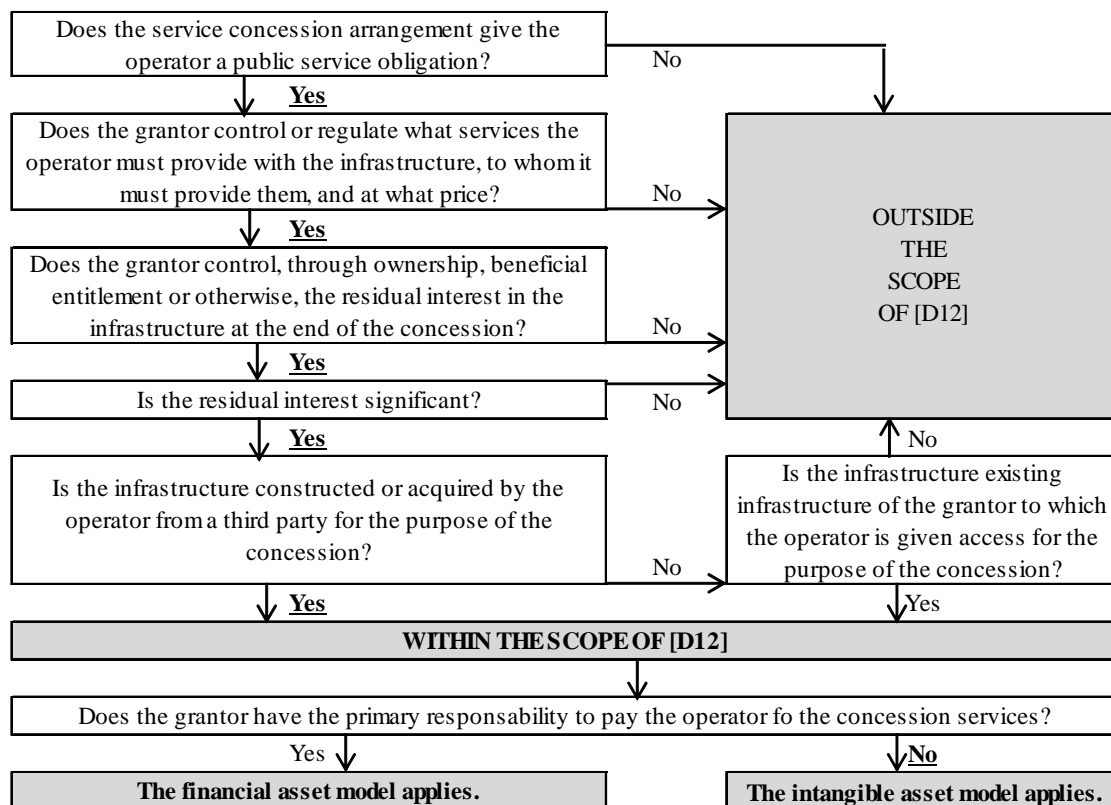 Does the service concession arrangement give the
operator a public service obligation?
No
Yes
Does the grantor control or regulate what services the
operator must provide with the infrastructure, to whom it
must provide them, and at what price?
No
Yes
OUTSIDE
THE
SCOPE
OF [D12]
Does the grantor control, through ownership, beneficial
entitlement or otherwise, the residual interest in the
infrastructure at the end of the concession?
No
Yes
Is the residual interest significant?
No
Yes
No
Is the infrastructure constructed or acquired by the
operator from a third party for the purpose of the
concession?
No
Is the infrastructure existing
infrastructure of the grantor to which
the operator is given access for the
purpose of the concession?
Yes
Yes
WITHIN THE SCOPE OF [D12]
Does the grantor have the primary responsability to pay the operator fo the concession services?
Yes
No
The financial asset model applies.
The intangible asset model applies.